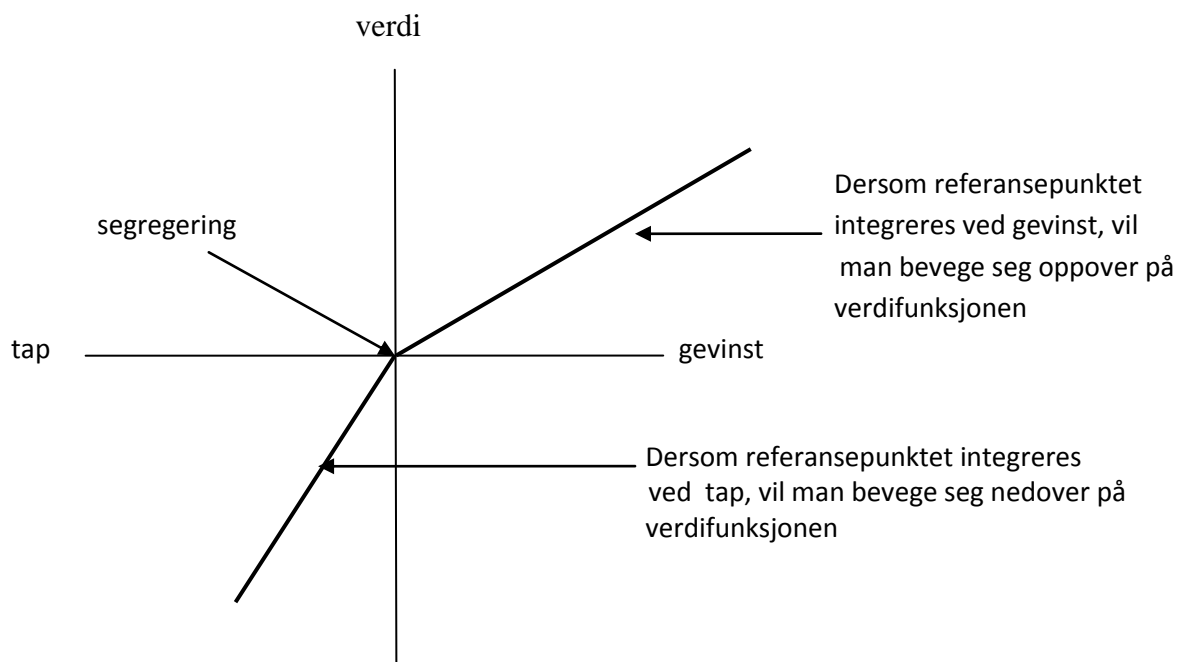 verdi
Dersom referansepunktet
integreres ved gevinst, vil
man bevege seg oppover på
verdifunksjonen
segregering
tap
gevinst
Dersom referansepunktet integreres
ved tap, vil man bevege seg nedover på
verdifunksjonen